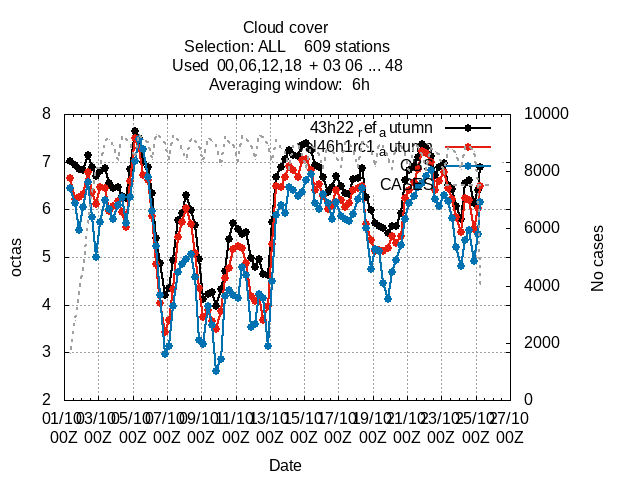 Cloud cover
Selection: ALL 609 stations
Used 00,06,12,18 + 03 06 ... 48
Averaging window: 6h
8
7
6
5
4
3
2
octas
10000
8000
6000
4000
2000
0
No cases
43h22_ref_autumn
46h1rc1_autumn
OBS
CASES
01/10 03/10 05/10 07/10 09/10 11/10 13/10 15/10 17/10 19/10 21/10 23/10 25/10 27/10
00Z 00Z 00Z 00Z 00Z 00Z 00Z 00Z 00Z 00Z 00Z 00Z 00Z 00Z
Date